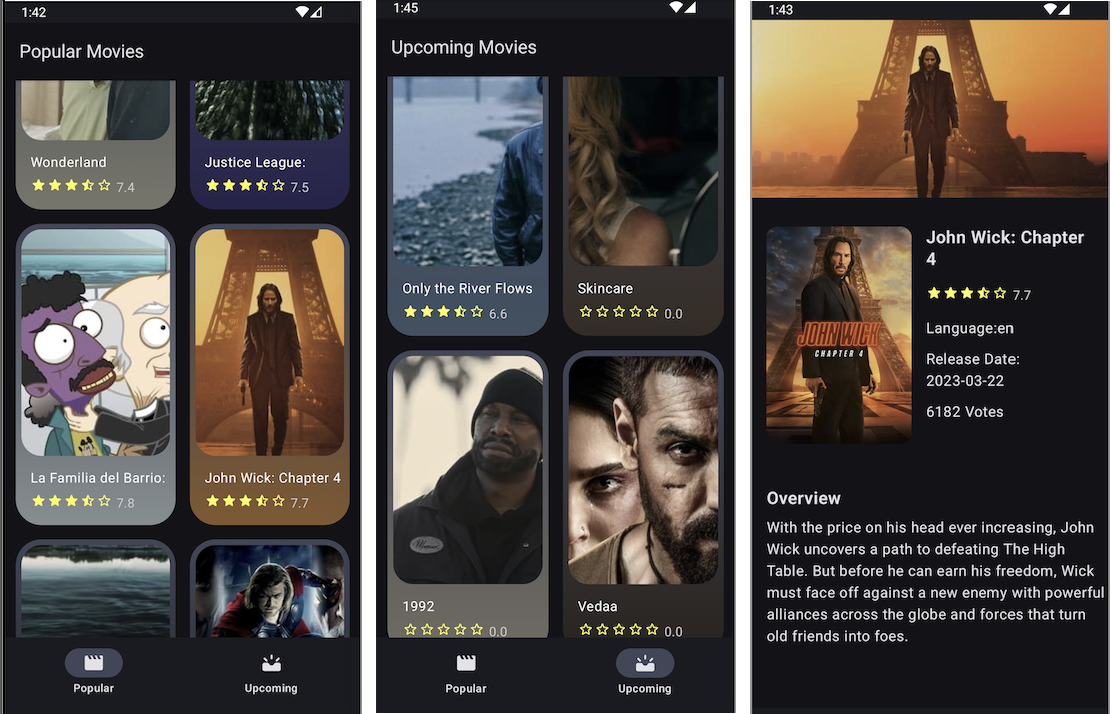 1:42
Popular Movies
Wonderland
7.4
Justice League:
7.5
La Familia del Barrio:
7.8
John Wick: Chapter 4
7.7
Popular
Upcoming
1:45
Upcoming Movies
Only the River Flows
6.6
Skincare
0.0
1992
0.0
Vedaa
0.0
Popular
Upcoming
1:43
JOHN WICK
CHAPTER 4
John Wick: Chapter
4
7.7
Language:en
Release Date:
2023-03-22
6182 Votes
Overview
With the price on his head ever increasing, John
Wick uncovers a path to defeating The High
Table. But before he can earn his freedom, Wick
must face off against a new enemy with powerful
alliances across the globe and forces that turn
old friends into foes.